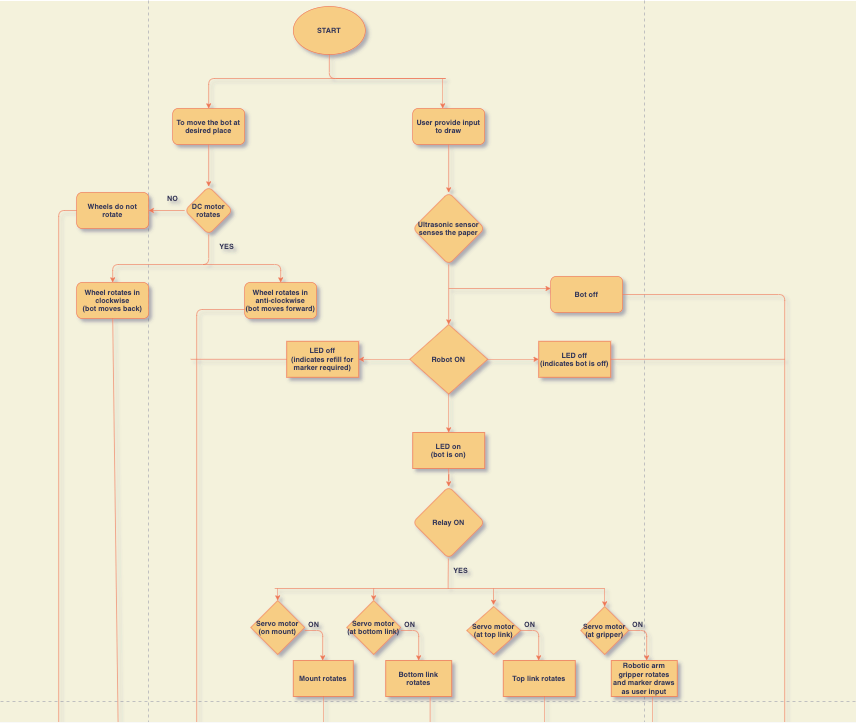 START
To move the bot at
desired place
User provide input
to draw
NO
Wheels do not
rotate
DC motor
rotates
Ultrasonic sensor
senses the paper
YES
Wheel rotates in
clockwise
(bot moves back)
Wheel rotates in
anti-clockwise
(bot moves forward)
Bot off
LED off
(indicates refill for
marker required)
Robot ON
LED off
(indicates bot is off)
LED on
(bot is on)
Relay ON
YES
Servo motor
(on mount)
ON
Servo motor
(at bottom link)
ON
Servo motor
(at top link)
ON
Servo motor
(at gripper)
ON
Mount rotates
Bottom link
rotates
Top link rotates
Robotic arm
gripper rotates
and marker draws
as user input